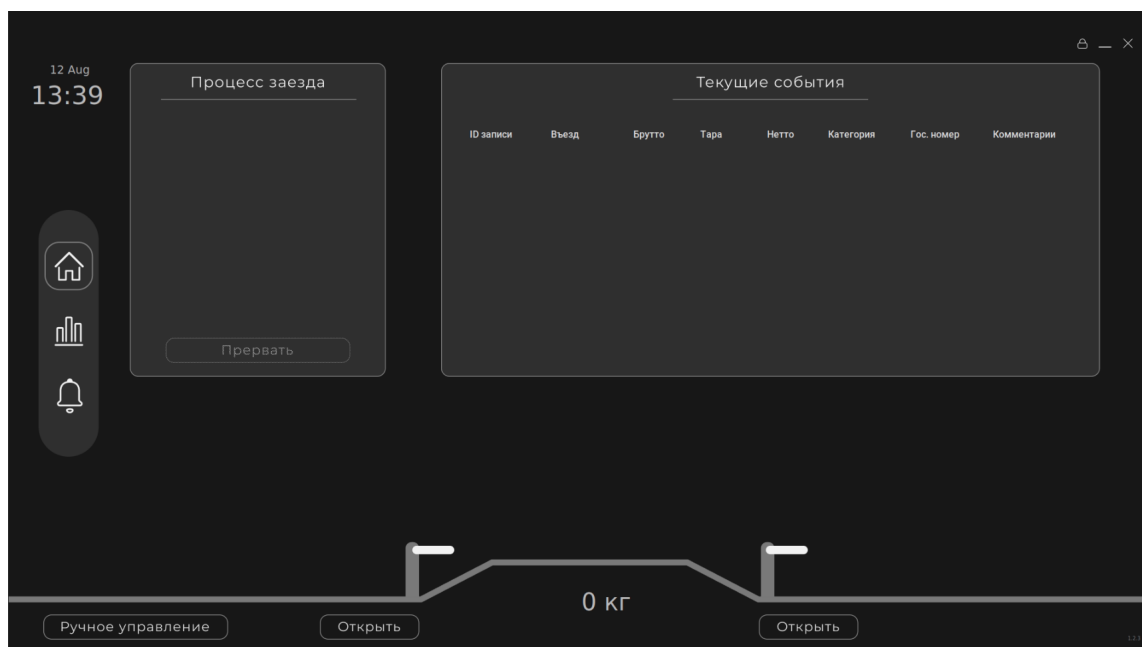 12 Aug
13:39
Процесс заезда
Прервать
Текущие события
ID записи Въезд Брутто Тара Нетто Категория Гос. номер Комментарии
0 кг
Ручное управление Открыть Открыть